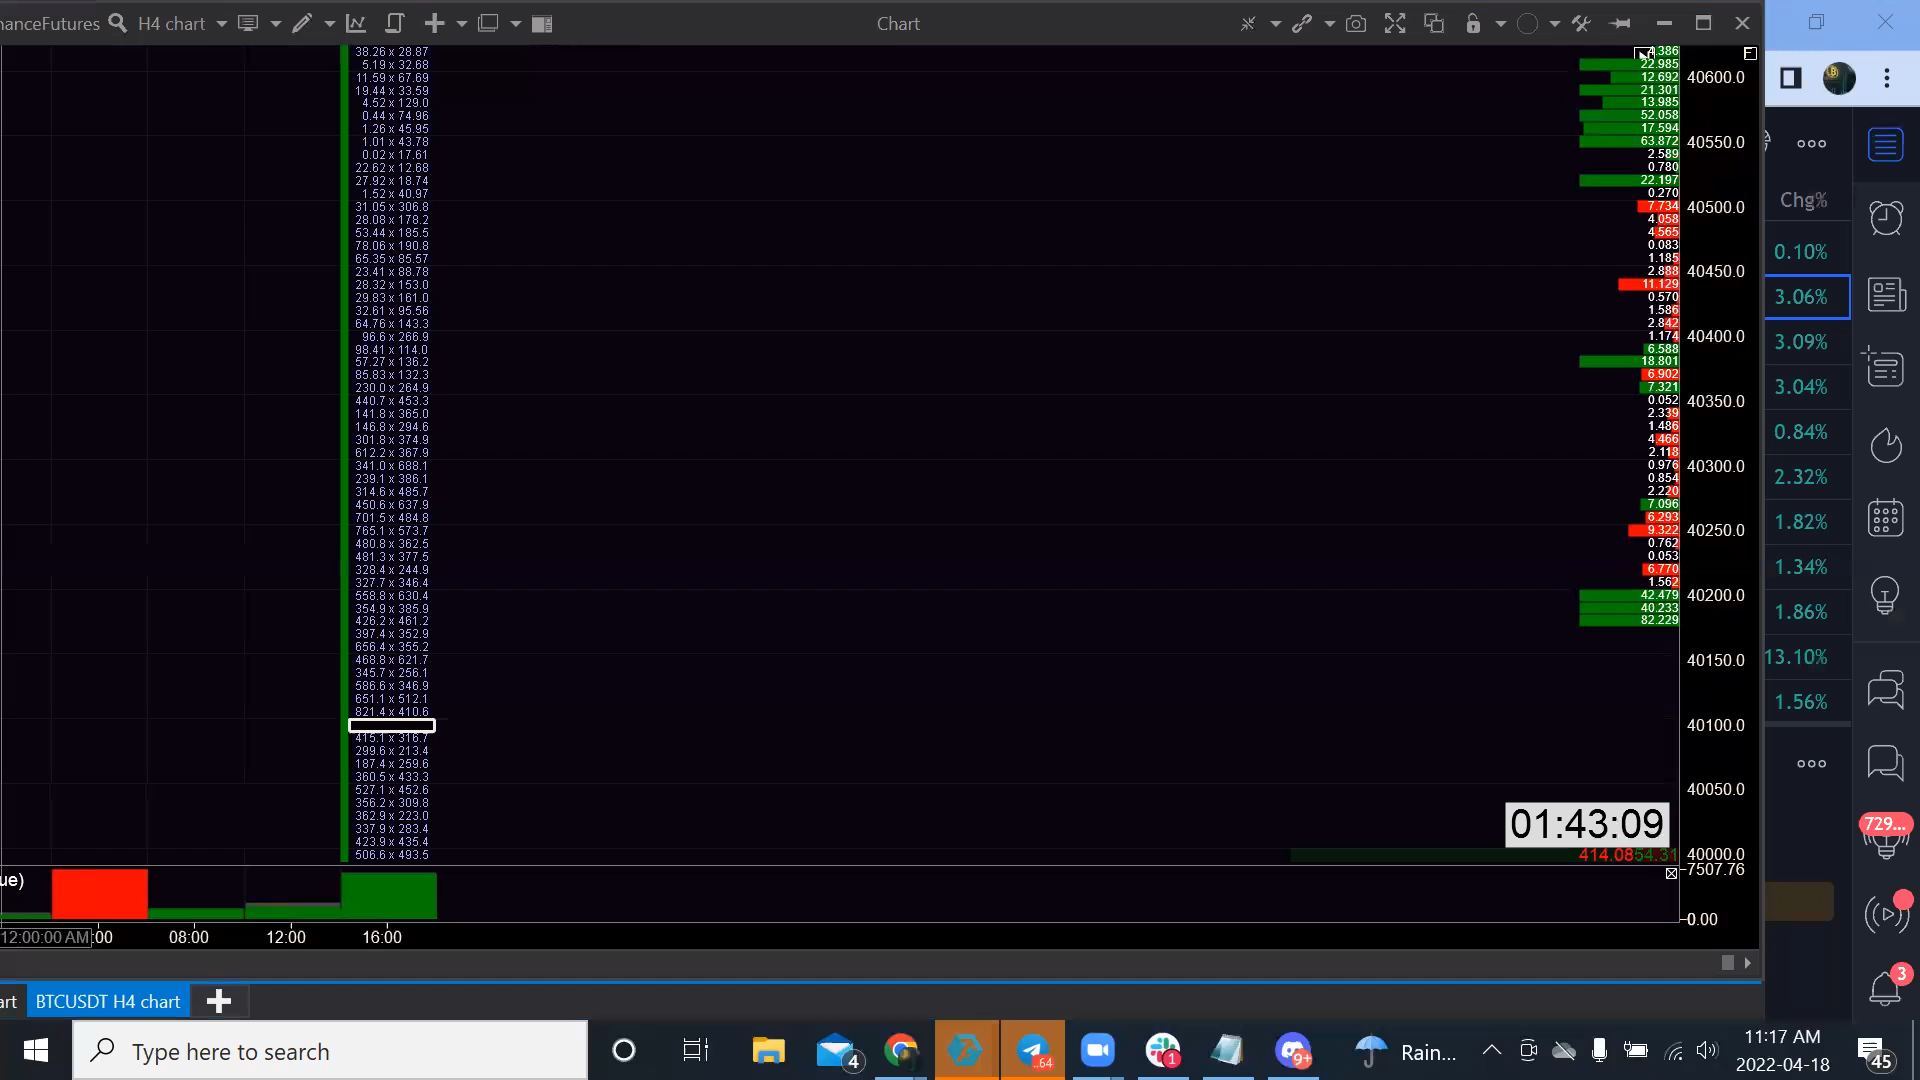 nanceFutures H4 chart Chart
38.26 x 28.87
5.19 x 32.68
11.59 x 67.69
19.44 x 33.59
4.52 x 129.0
0.44 x 74.96
1.26 x 45.95
1.01 x 43.78
0.02 x 17.61
22.62 x 12.68
27.92 x 18.74
1.52 x 40.97
31.05 x 306.8
28.08 x 178.2
53.44 x 185.5
78.06 x 190.8
65.35 x 85.57
23.41 x 88.78
28.32 x 153.0
29.83 x 161.0
32.61 x 95.56
64.76 x 143.3
96.6 x 266.9
98.41 x 114.0
57.27 x 136.2
85.83 x 132.3
230.0 x 264.9
440.7 x 453.3
141.8 x 365.0
146.8 x 294.6
301.8 x 374.9
612.2 x 367.9
341.0 x 688.1
239.1 x 386.1
314.6 x 485.7
450.6 x 637.9
701.5 x 484.8
765.1 x 573.7
480.8 x 362.5
481.3 x 377.5
328.4 x 244.9
327.7 x 346.4
558.8 x 630.4
354.9 x 385.9
426.2 x 461.2
397.4 x 352.9
656.4 x 355.2
468.8 x 621.7
345.7 x 256.1
586.6 x 346.9
651.1 x 512.1
821.4 x 410.6
415.1 x 316.7
299.6 x 213.4
187.4 x 259.6
360.5 x 433.3
527.1 x 452.6
356.2 x 309.8
362.9 x 223.0
337.9 x 283.4
423.9 x 435.4
506.6 x 493.5
4.386
22.985
12.692
21.301
13.985
52.058
17.594
63.872
2.589
0.780
22.197
0.270
7.734
4.058
4.565
0.083
1.185
2.888
11.129
0.570
1.586
2.842
1.174
6.588
18.801
6.902
7.321
0.052
2.339
1.486
4.466
2.118
0.976
0.854
2.220
7.096
6.293
9.322
0.762
0.053
6.770
1.562
42.479
40.233
82.229
01:43:09
414.0854.31
40600.0
40550.0
40500.0
40450.0
40400.0
40350.0
40300.0
40250.0
40200.0
40150.0
40100.0
40050.0
40000.0
7507.76
0.00
ue)
12:00:00 AM :00 08:00 12:00 16:00
Chg%
0.10%
3.06%
3.09%
3.04%
0.84%
2.32%
1.82%
1.34%
1.86%
13.10%
1.56%
729...
3
art BTCUSDT H4 chart
Type here to search
4
..64
1
9+
Rain...
11:17 AM
2022-04-18
45